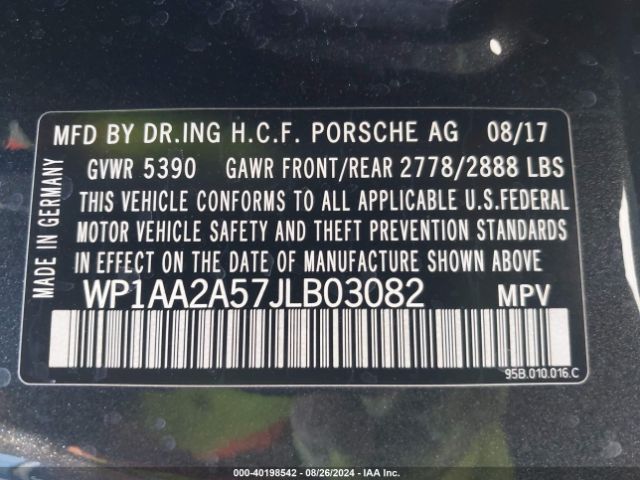 MFD BY DR.ING H.C.F. PORSCHE AG 08/17
GVWR 5390 GAWR FRONT/REAR 2778/2888 LBS
THIS VEHICLE CONFORMS TO ALL APPLICABLE U.S.FEDERAL
MOTOR VEHICLE SAFETY AND THEFT PREVENTION STANDARDS
IN EFFECT ON THE DATE OF MANUFACTURE SHOWN ABOVE.
WP1AA2A57JLB03082 MPV
MADE IN GERMANY
95B.010.016.C
000-40198542 - 08/26/2024 - IAA Inc.